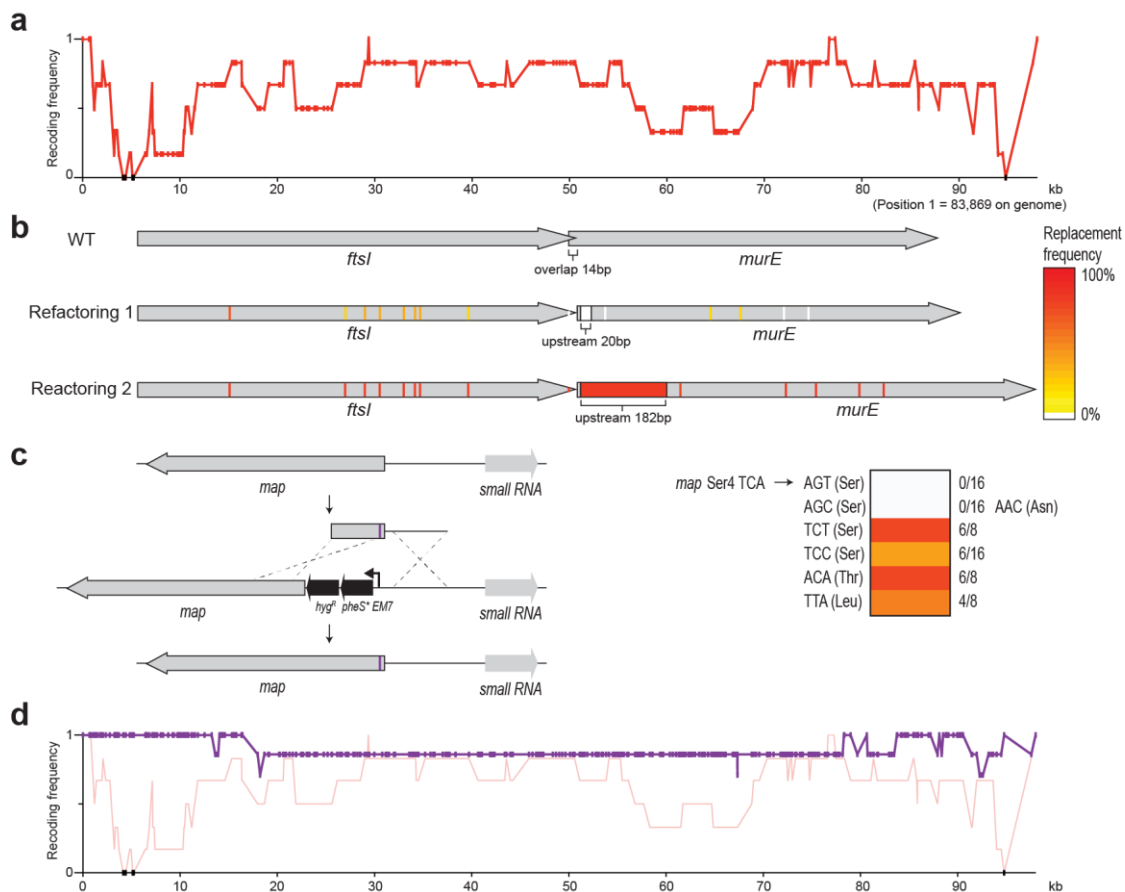 a
Recoding frequency
1
0
0 10 20 30 40 50 60 70 80 90 kb
(Position 1 = 83,869 on genome)
b
WT
ftsI
murE
overlap 14bp
Refactoring 1
ftsI
murE
upstream 20bp
Reactoring 2
ftsI
murE
upstream 182bp
Replacement
frequency
100%
0%
c
map
small RNA
map
hygR
pheS* EM7
small RNA
map
small RNA
map Ser4 TCA → AGT (Ser) 0/16
AGC (Ser) 0/16 AAC (Asn)
TCT (Ser) 6/8
TCC (Ser) 6/16
ACA (Thr) 6/8
TTA (Leu) 4/8
d
Recoding frequency
1
0
0 10 20 30 40 50 60 70 80 90 kb